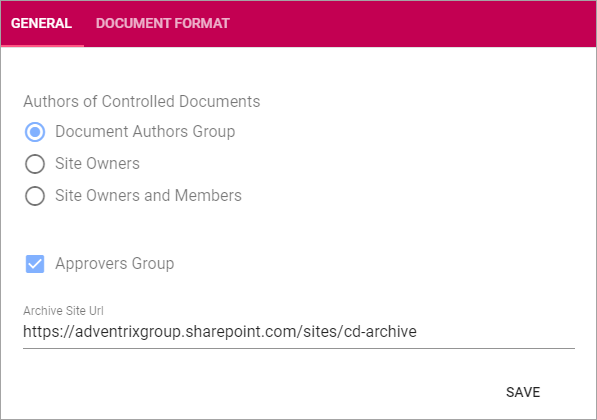 GENERAL DOCUMENT FORMAT
Authors of Controlled Documents
Document Authors Group
Site Owners
Site Owners and Members
Approvers Group
Archive Site Url
https://adventrixgroup.sharepoint.com/sites/cd-archive
SAVE